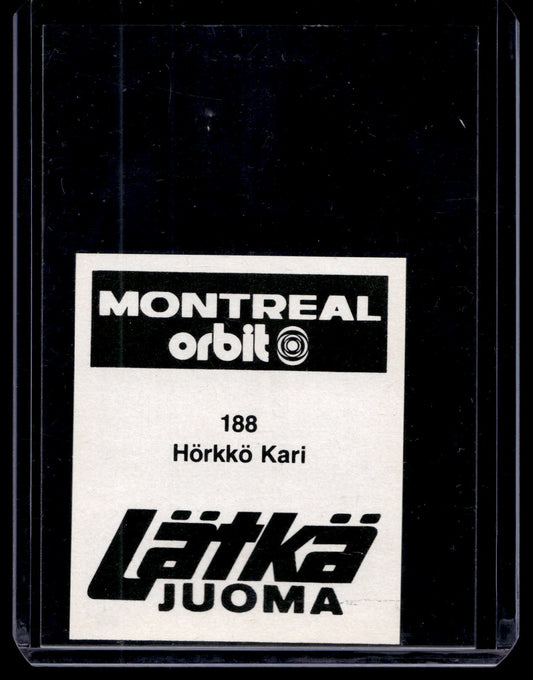 MONTREAL
orbit
188
Hörkkö Kari
Lätkä
JUOMA